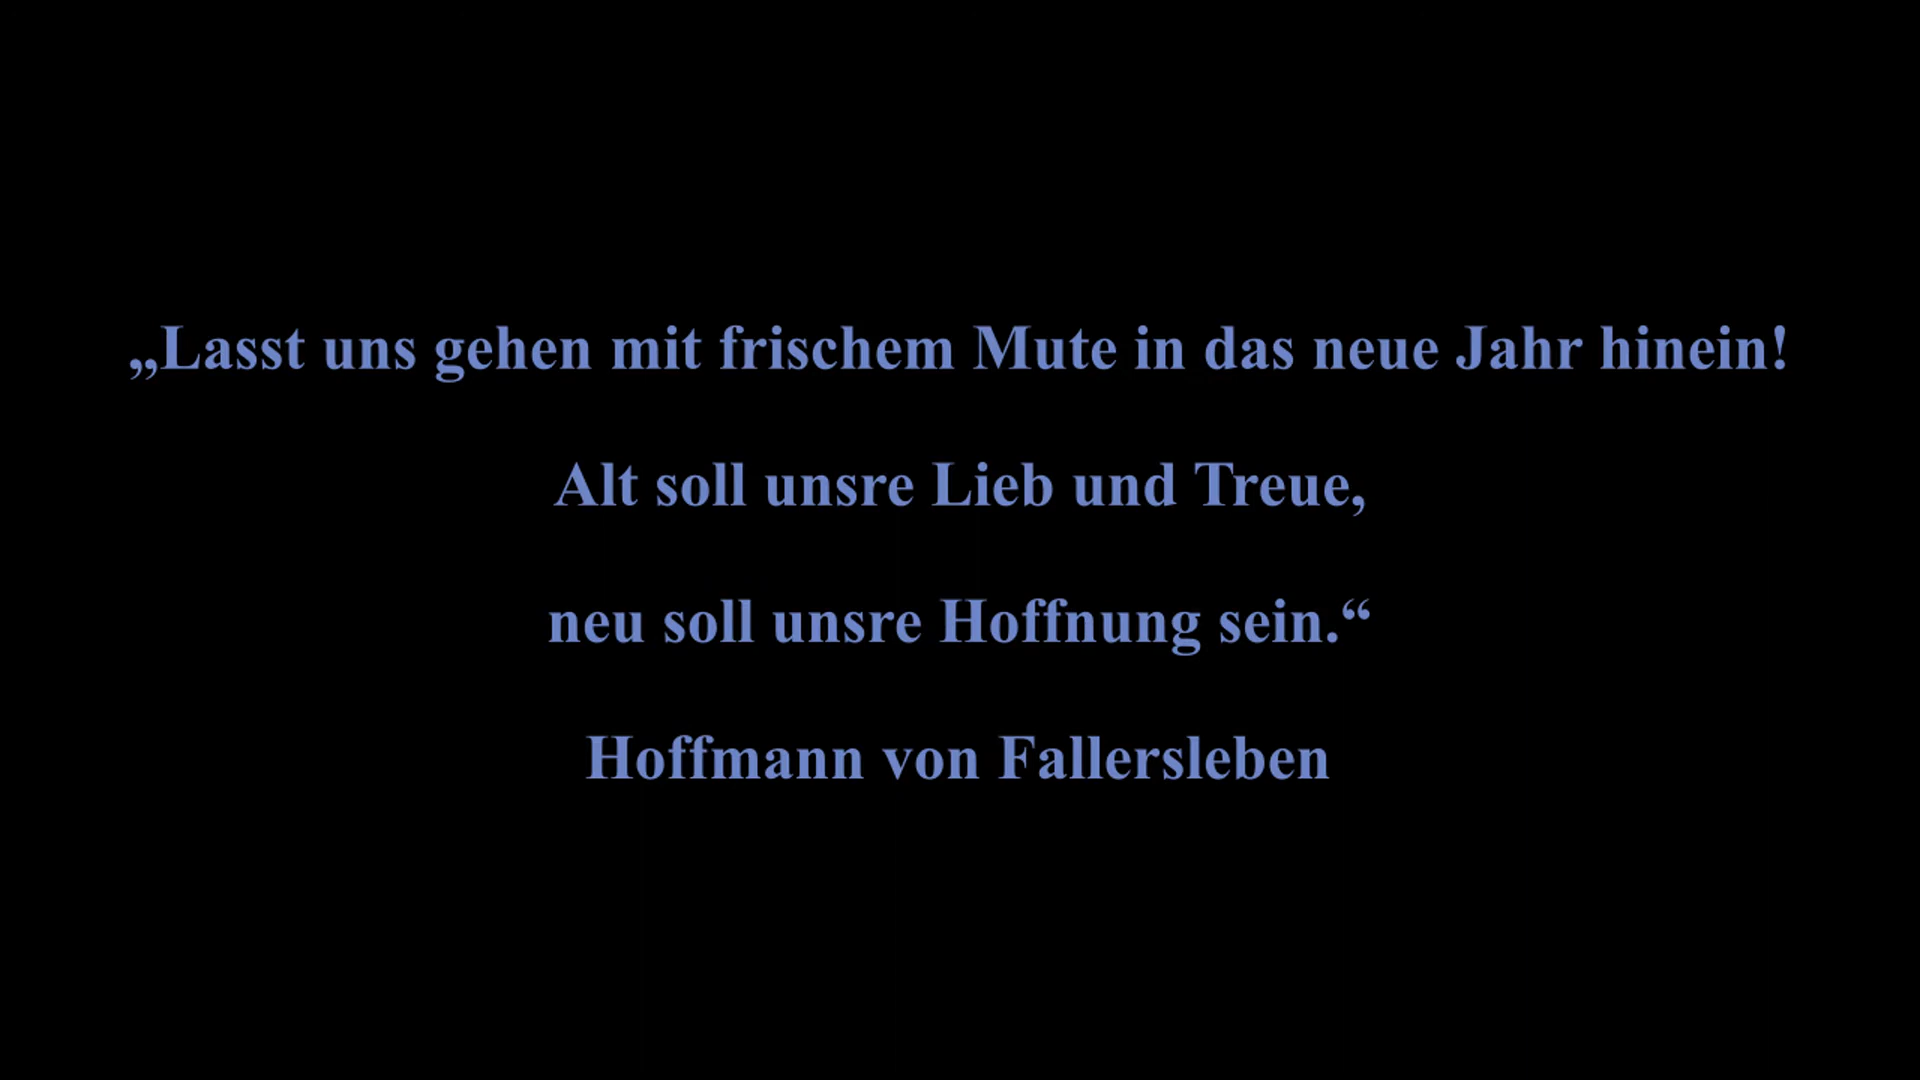 „Lasst uns gehen mit frischem Mute in das neue Jahr hinein!
Alt soll unsre Lieb und Treue,
neu soll unsre Hoffnung sein.“
Hoffmann von Fallersleben